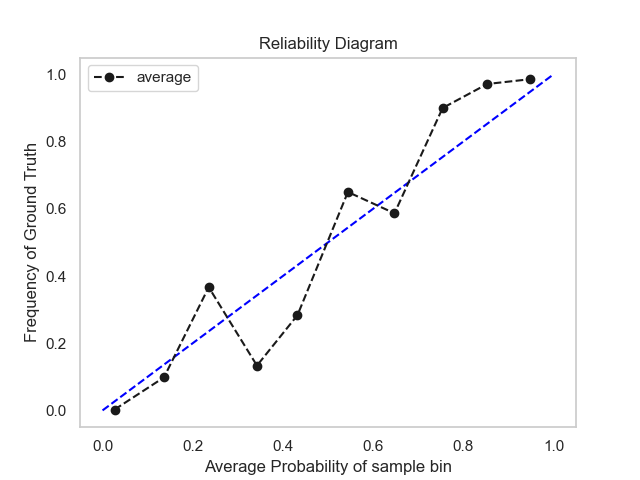 Reliability Diagram
average
Frequency of Ground Truth
1.0
0.8
0.6
0.4
0.2
0.0
0.0 0.2 0.4 0.6 0.8 1.0
Average Probability of sample bin